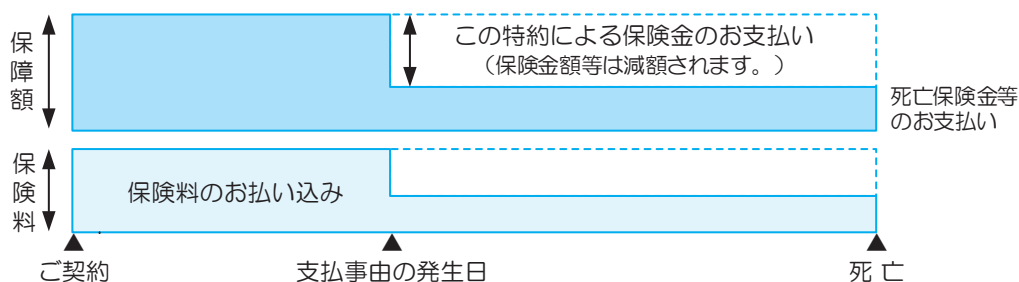 保障額
この特約による保険金のお支払い
（保険金額等は減額されます。）
死亡保険金等
のお支払い
保険料
保険料のお払い込み
ご契約
支払事由の発生日
死亡